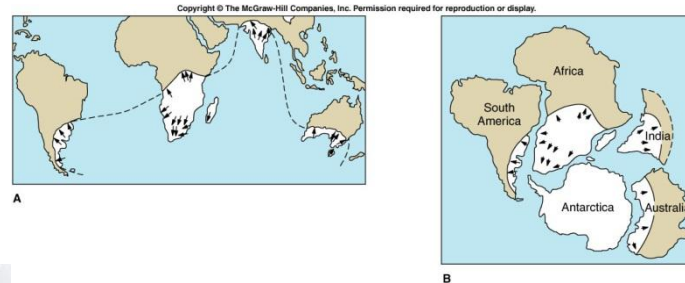 Copyright © The McGraw-Hill Companies, Inc. Permission required for reproduction or display.
Africa
South
America
India
Antarctica
Australi
A
B